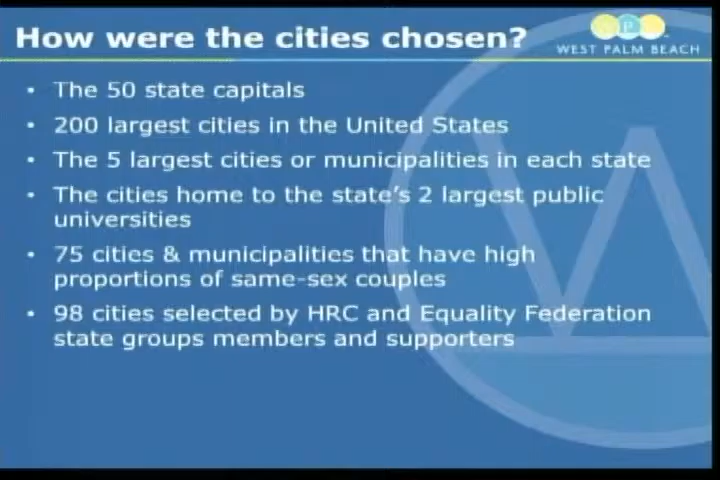 How were the cities chosen?
WPB
WEST PALM BEACH
• The 50 state capitals
• 200 largest cities in the United States
• The 5 largest cities or municipalities in each state
• The cities home to the state's 2 largest public
universities
• 75 cities & municipalities that have high
proportions of same-sex couples
• 98 cities selected by HRC and Equality Federation
state groups members and supporters